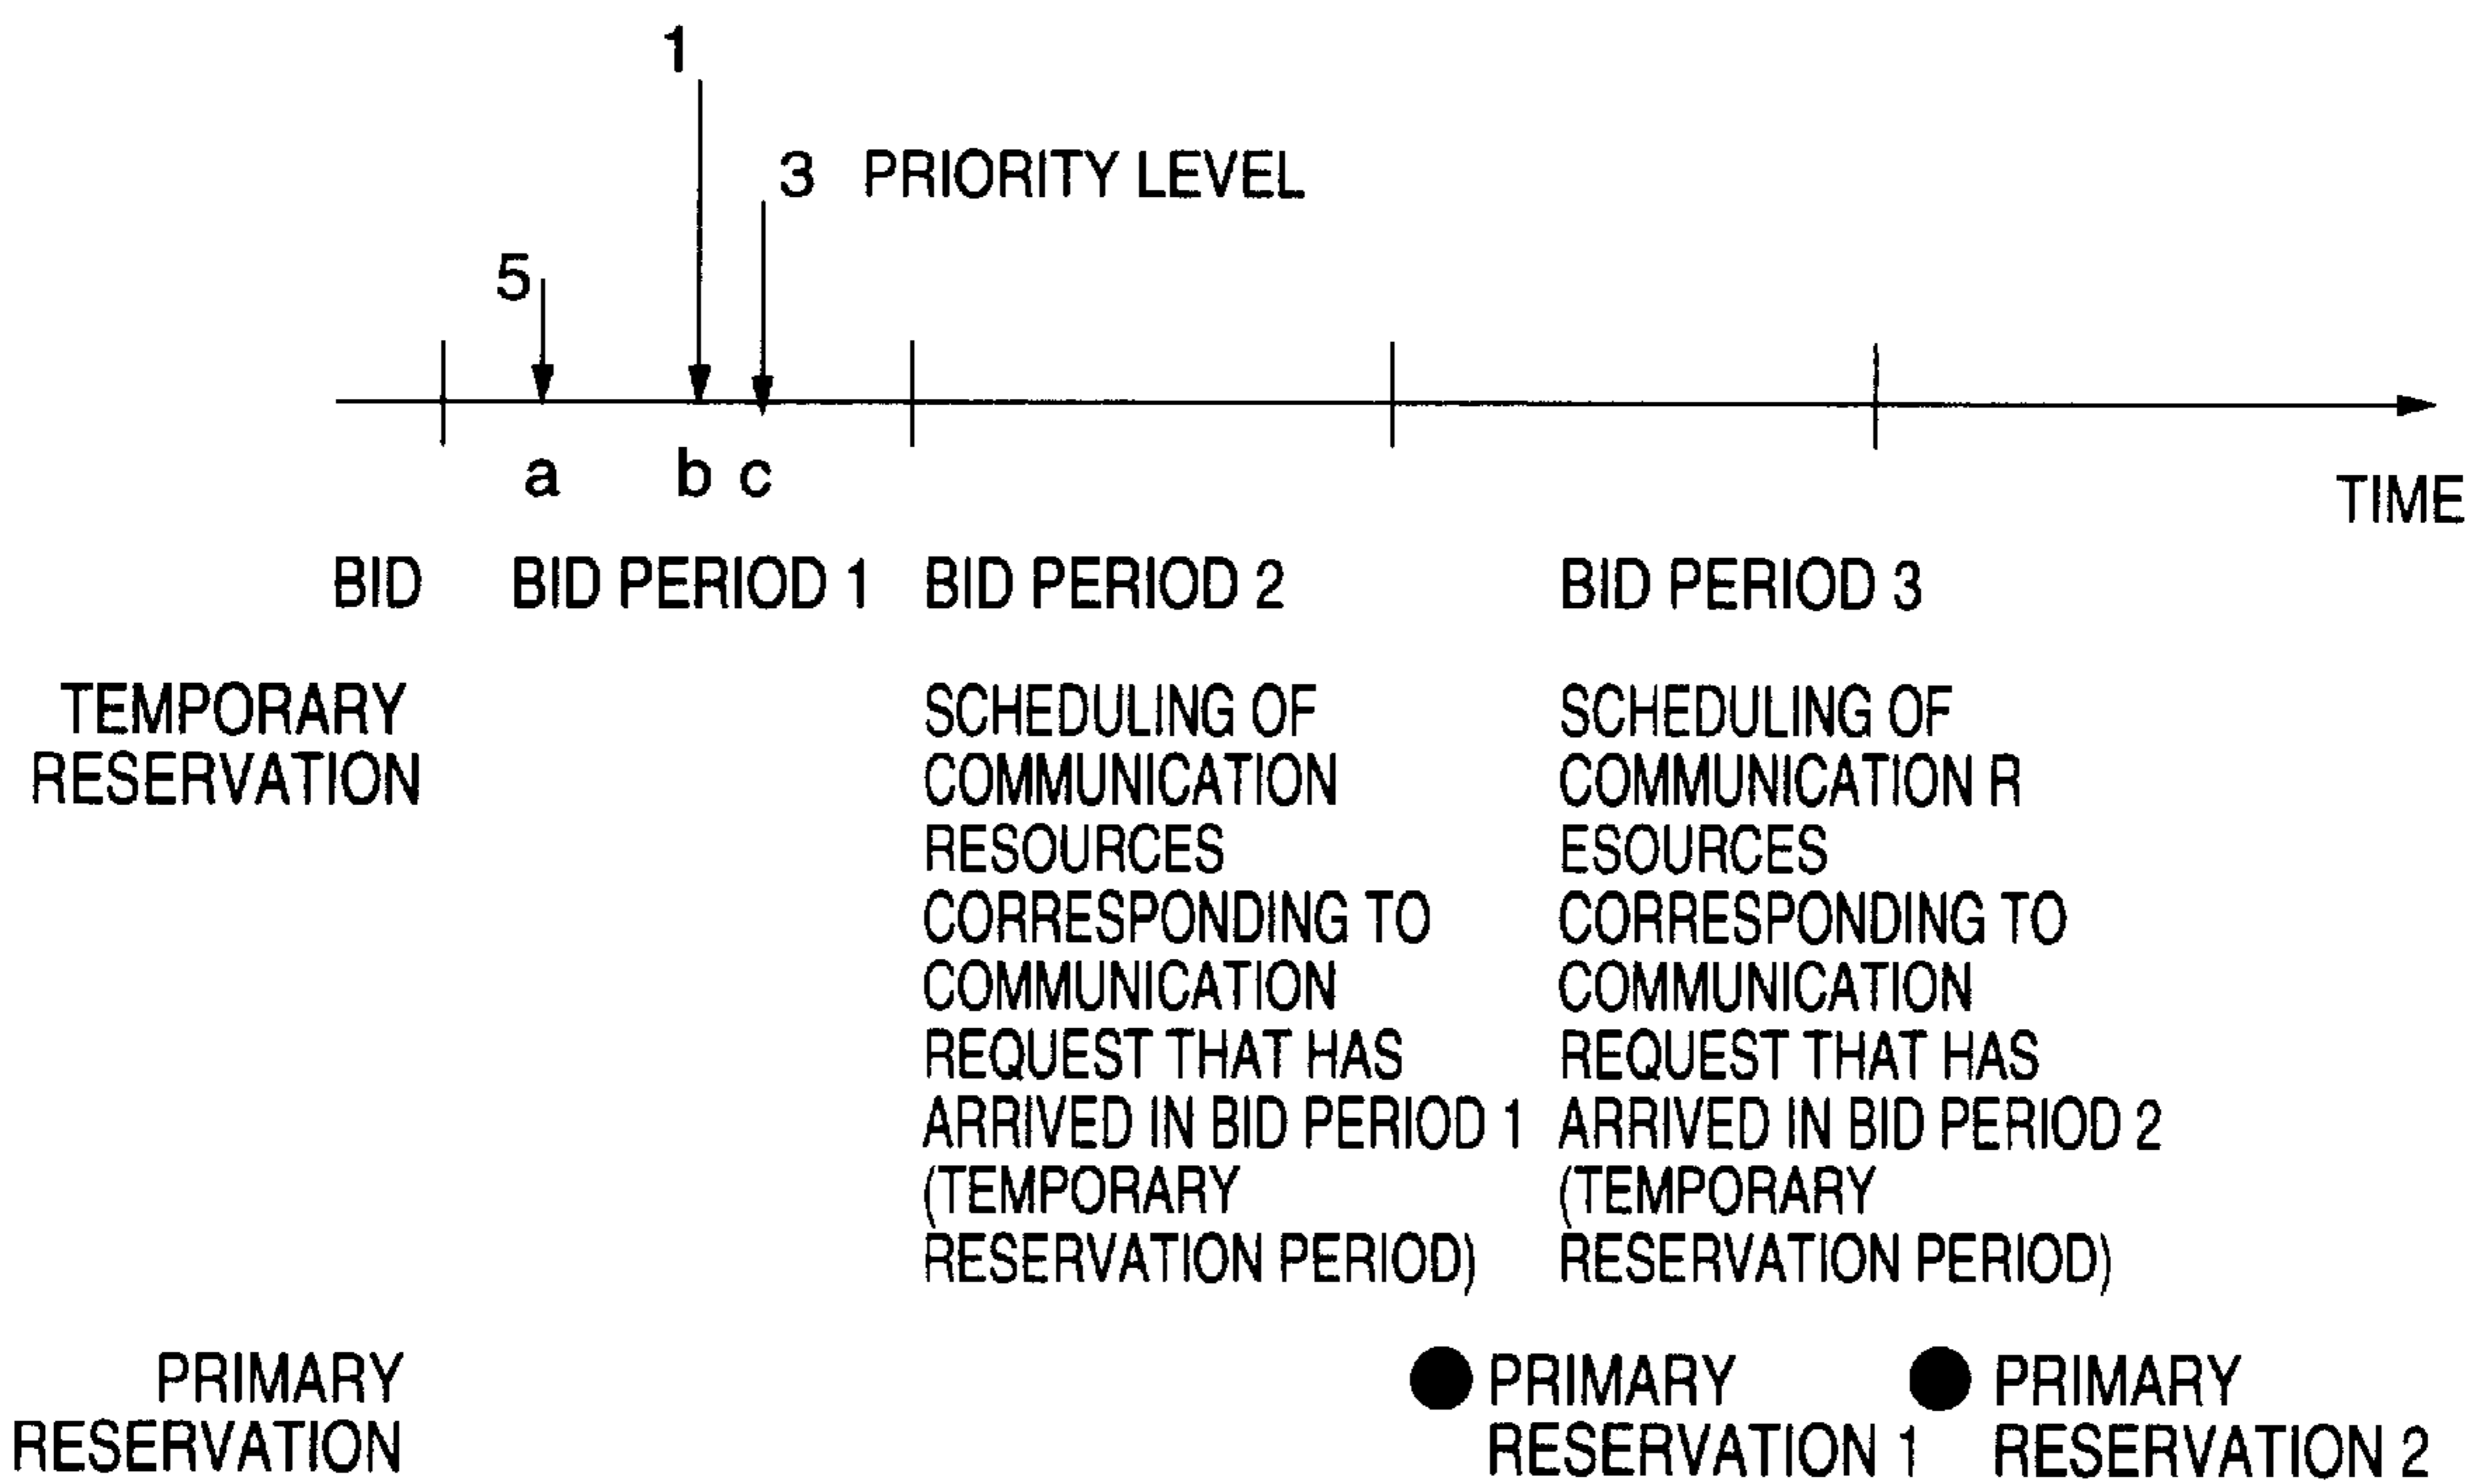 1
3 PRIORITY LEVEL
5
a b c
TIME
BID BID PERIOD 1 BID PERIOD 2 BID PERIOD 3
TEMPORARY
RESERVATION
SCHEDULING OF
COMMUNICATION
RESOURCES
CORRESPONDING TO
COMMUNICATION
REQUEST THAT HAS
ARRIVED IN BID PERIOD 1
(TEMPORARY
RESERVATION PERIOD)
SCHEDULING OF
COMMUNICATION R
ESOURCES
CORRESPONDING TO
COMMUNICATION
REQUEST THAT HAS
ARRIVED IN BID PERIOD 2
(TEMPORARY
RESERVATION PERIOD)
PRIMARY
RESERVATION
PRIMARY
RESERVATION 1
PRIMARY
RESERVATION 2